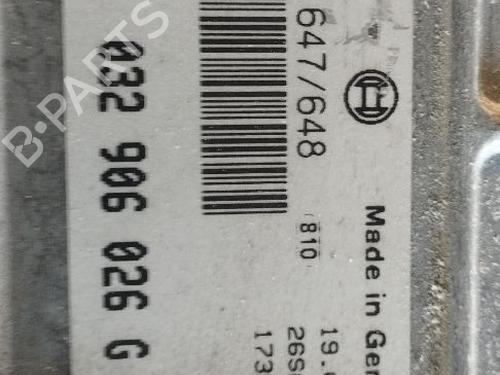 B-PARTS
032 906 026 G
647/648
810
Made in Ger
19.
26S
173